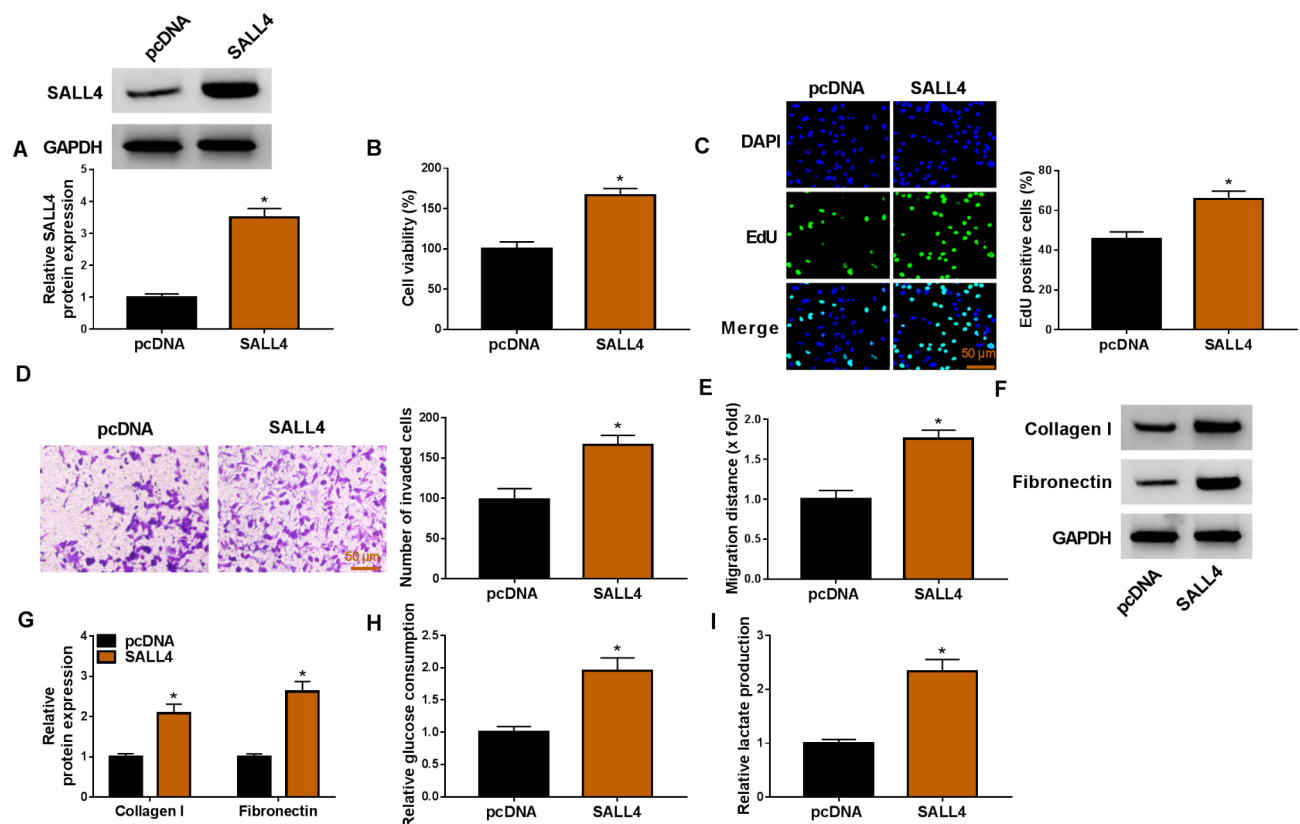 pcDNA SALL4
SALL4
GAPDH
A
Relative SALL4
protein expression
5
4
3
2
1
0
pcDNA SALL4
B
Cell viability (%)
200
150
100
50
0
pcDNA SALL4
C
pcDNA SALL4
DAPI
EdU
Merge
50 µm
EdU positive cells (%)
80
60
40
20
0
*
pcDNA SALL4
*
*
D
pcDNA SALL4
50 µm
Number of invaded cells
200
150
100
50
0
*
pcDNA SALL4
E
Migration distance (x fold)
2.0
1.5
1.0
0.5
0.0
*
pcDNA SALL4
F
Collagen I
Fibronectin
GAPDH
pcDNA SALL4
G
pcDNA
SALL4
Relative
protein expression
4
3
2
1
0
* *
Collagen I Fibronectin
H
Relative glucose consumption
2.5
2.0
1.5
1.0
0.5
0.0
*
pcDNA SALL4
I
Relative lactate production
3
2
1
0
*
pcDNA SALL4